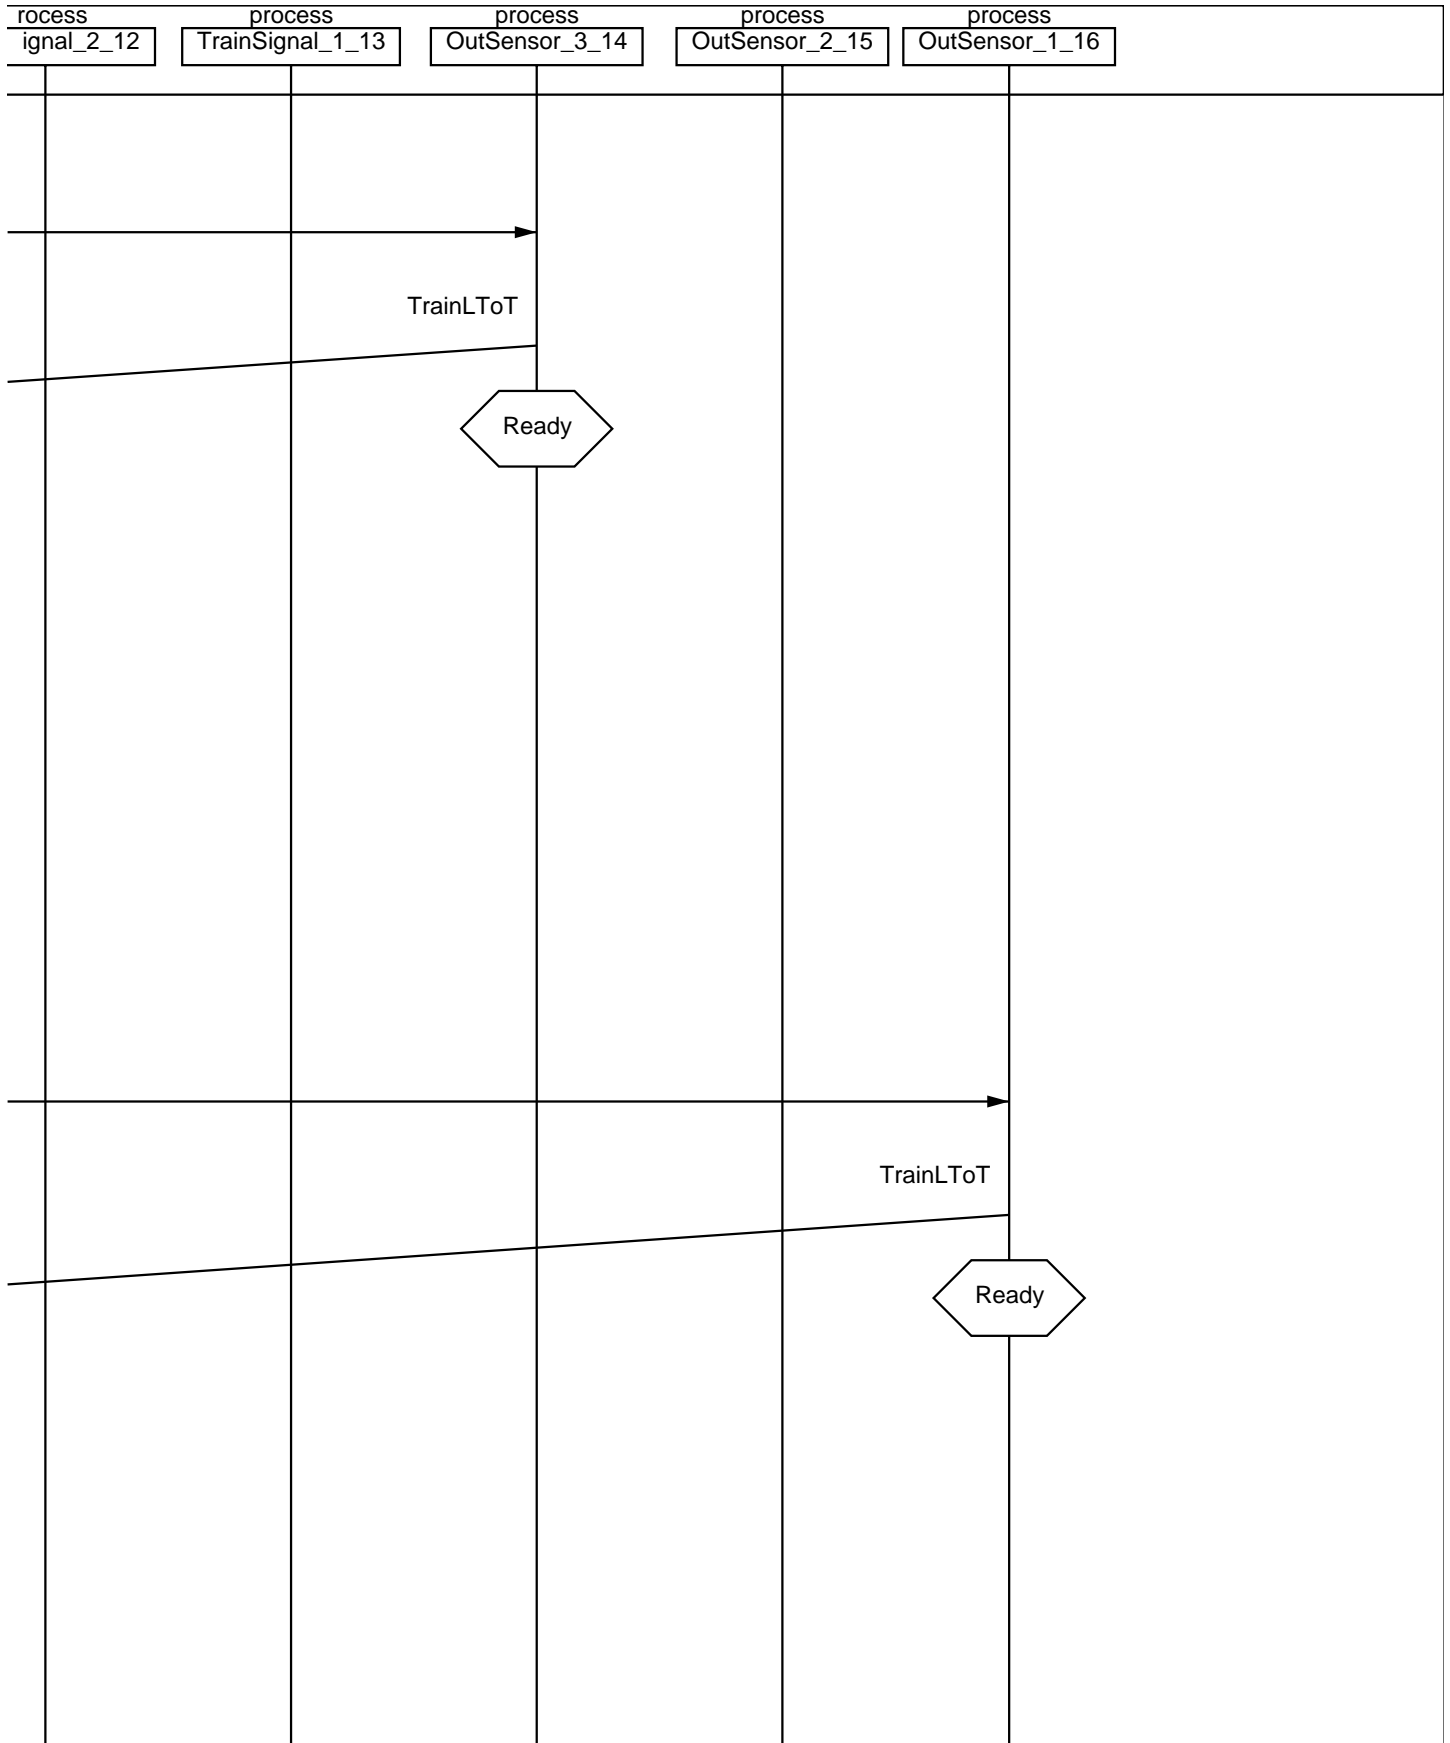 rocess process process process process
ignal_2_12 TrainSignal_1_13 OutSensor_3_14 OutSensor_2_15 OutSensor_1_16
TrainLToT
Ready
TrainLToT
Ready